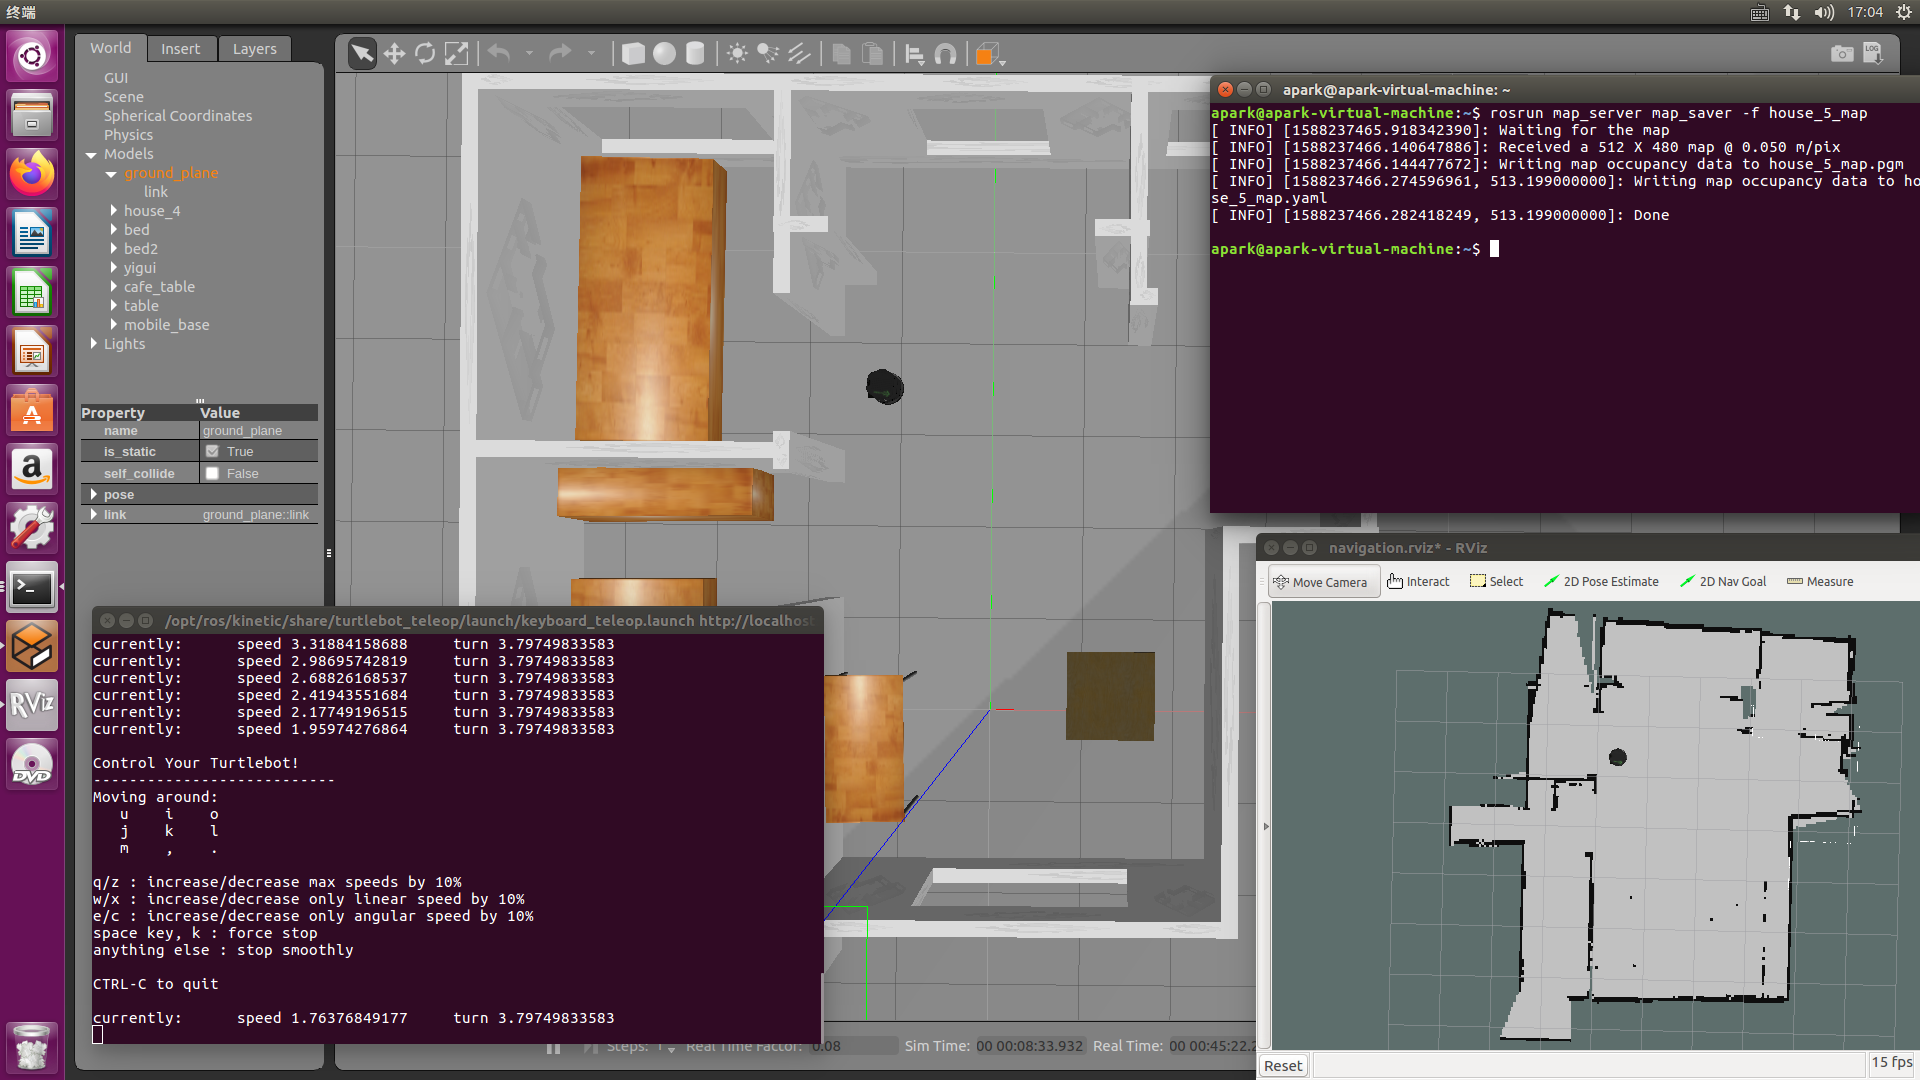 终端
17:04
World Insert Layers
GUI
Scene
Spherical Coordinates
Physics
Models
ground_plane
link
house_4
bed
bed2
yigui
cafe_table
table
mobile_base
Lights
Property Value
name ground_plane
is_static True
self_collide False
pose
link ground_plane::link
LOG
apark@apark-virtual-machine: ~
apark@apark-virtual-machine:~$ rosrun map_server map_saver -f house_5_map
[ INFO] [1588237465.918342390]: Waiting for the map
[ INFO] [1588237466.140647886]: Received a 512 X 480 map @ 0.050 m/pix
[ INFO] [1588237466.144477672]: Writing map occupancy data to house_5_map.pgm
[ INFO] [1588237466.274596961, 513.199000000]: Writing map occupancy data to ho
se_5_map.yaml
[ INFO] [1588237466.282418249, 513.199000000]: Done
apark@apark-virtual-machine:~$
navigation.rviz* - RViz
Move Camera Interact Select 2D Pose Estimate 2D Nav Goal Measure
Reset
15 fps
/opt/ros/kinetic/share/turtlebot_teleop/launch/keyboard_teleop.launch http://localhos
currently: speed 3.31884158688 turn 3.79749833583
currently: speed 2.98695742819 turn 3.79749833583
currently: speed 2.68826168537 turn 3.79749833583
currently: speed 2.41943551684 turn 3.79749833583
currently: speed 2.17749196515 turn 3.79749833583
currently: speed 1.95974276864 turn 3.79749833583
Control Your Turtlebot!
---------------------------
Moving around:
u i o
j k l
m , .
q/z : increase/decrease max speeds by 10%
w/x : increase/decrease only linear speed by 10%
e/c : increase/decrease only angular speed by 10%
space key, k : force stop
anything else : stop smoothly
CTRL-C to quit
currently: speed 1.76376849177 turn 3.79749833583
Steps: 1 Real Time Factor: 0.08 Sim Time: 00 00:08:33.932 Real Time: 00 00:45:22.2
RViz
DVD